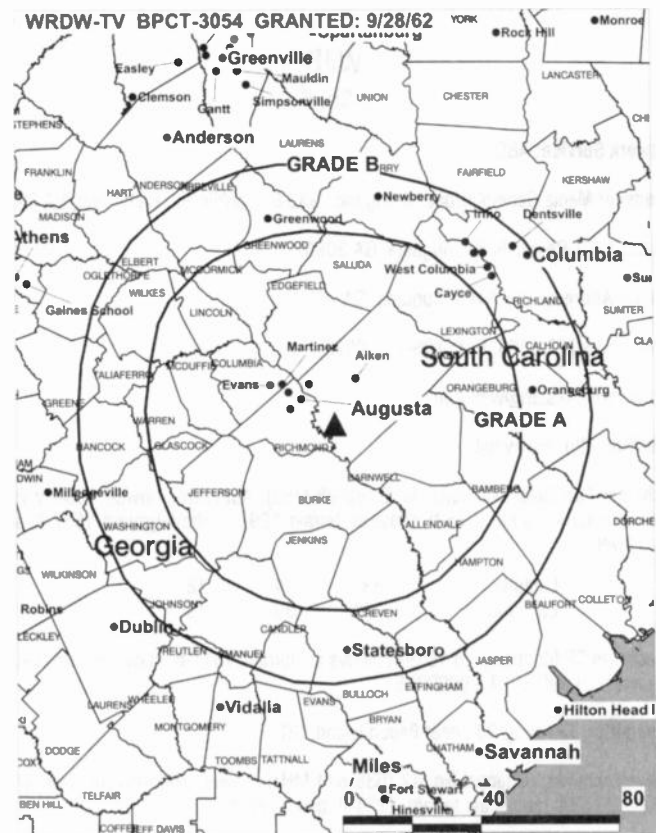 WRDW-TV BPCT-3054 GRANTED: 9/28/62
YORK
Monroe
Spartanburg
Rock Hill
Easley
Greenville
Mauldin
LANCASTER
Clemson
Gantt
Simpsonville
UNION
CHESTER
STEPHENS
Anderson
LAURENS
FRANKLIN
GRADE B
FAIRFIELD
KERSHAW
HART
ANDERSON
Newberry
MADISON
Greenwood
Irmo
Dentsville
Athens
ELBERT
GREENWOOD
Columbia
OGLETHORPE
MCCORMICK
SALUDA
West Columbia
WILKES
EDGEFIELD
Cayce
RICHLAND
Gaines School
LINCOLN
SUMTER
LEXINGTON
Martinez
CALHOUN
COLUMBIA
Aiken
South Carolina
TALIAFERRO
MCDUFFIE
Evans
ORANGEBURG
Orangeburg
GREENE
Augusta
WARREN
GRADE A
HANCOCK
GLASCOCK
RICHMOND
BARNWELL
Milledgeville
JEFFERSON
BAMBERG
BURKE
WASHINGTON
ALLENDALE
Georgia
JENKINS
HAMPTON
WILKINSON
BEAUFORT
COLLETON
Robins
JOHNSON
SCREVEN
Dublin
CANDLER
TREUTLEN
EMANUEL
Statesboro
JASPER
EFFINGHAM
LAURENS
WHEELER
BULLOCH
Vidalia
EVANS
Hilton Head I
MONTGOMERY
BRYAN
DODGE
TOOMBS
TATTNALL
CHATHAM
Savannah
Miles
TELFAIR
Fort Stewart
0 40 80
BEN HILL
Hinesville
JEFF DAVIS